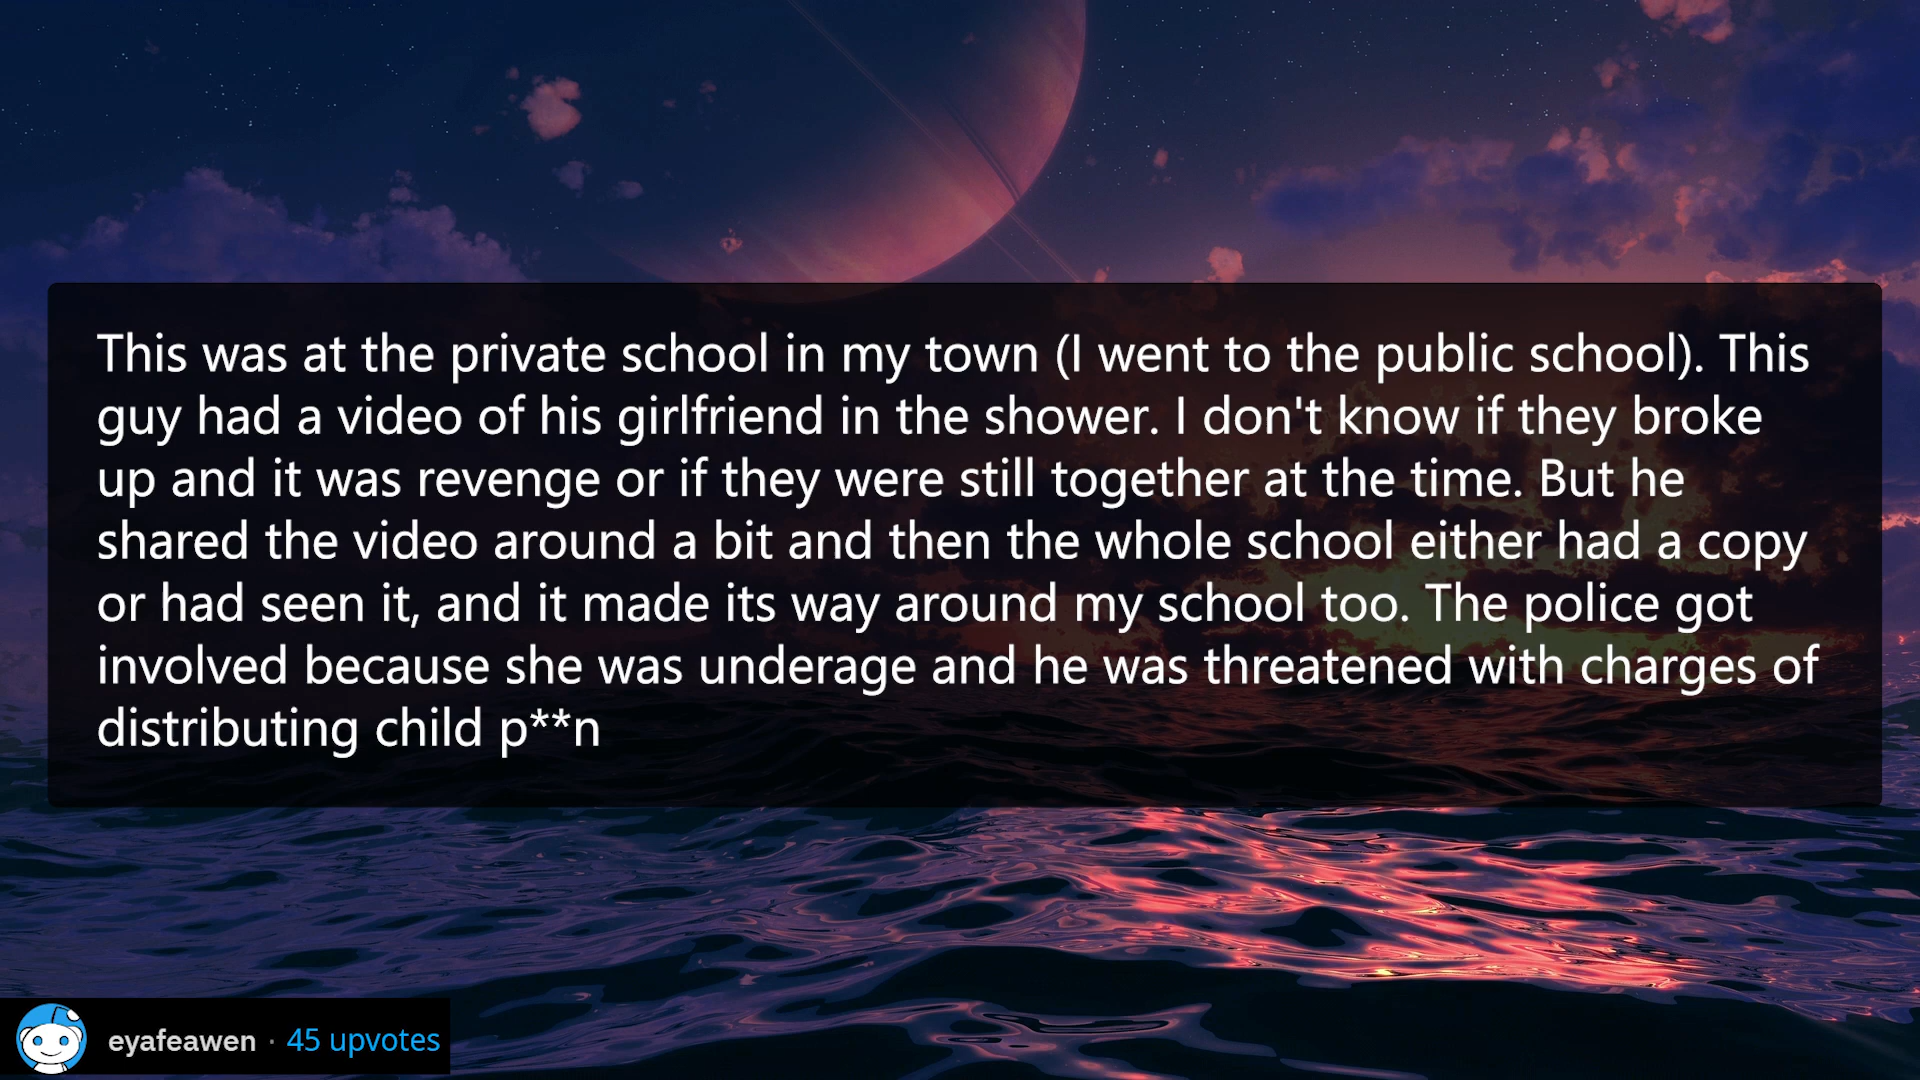 This was at the private school in my town (I went to the public school). This
guy had a video of his girlfriend in the shower. I don't know if they broke
up and it was revenge or if they were still together at the time. But he
shared the video around a bit and then the whole school either had a copy
or had seen it, and it made its way around my school too. The police got
involved because she was underage and he was threatened with charges of
distributing child p**n
eyafeawen · 45 upvotes